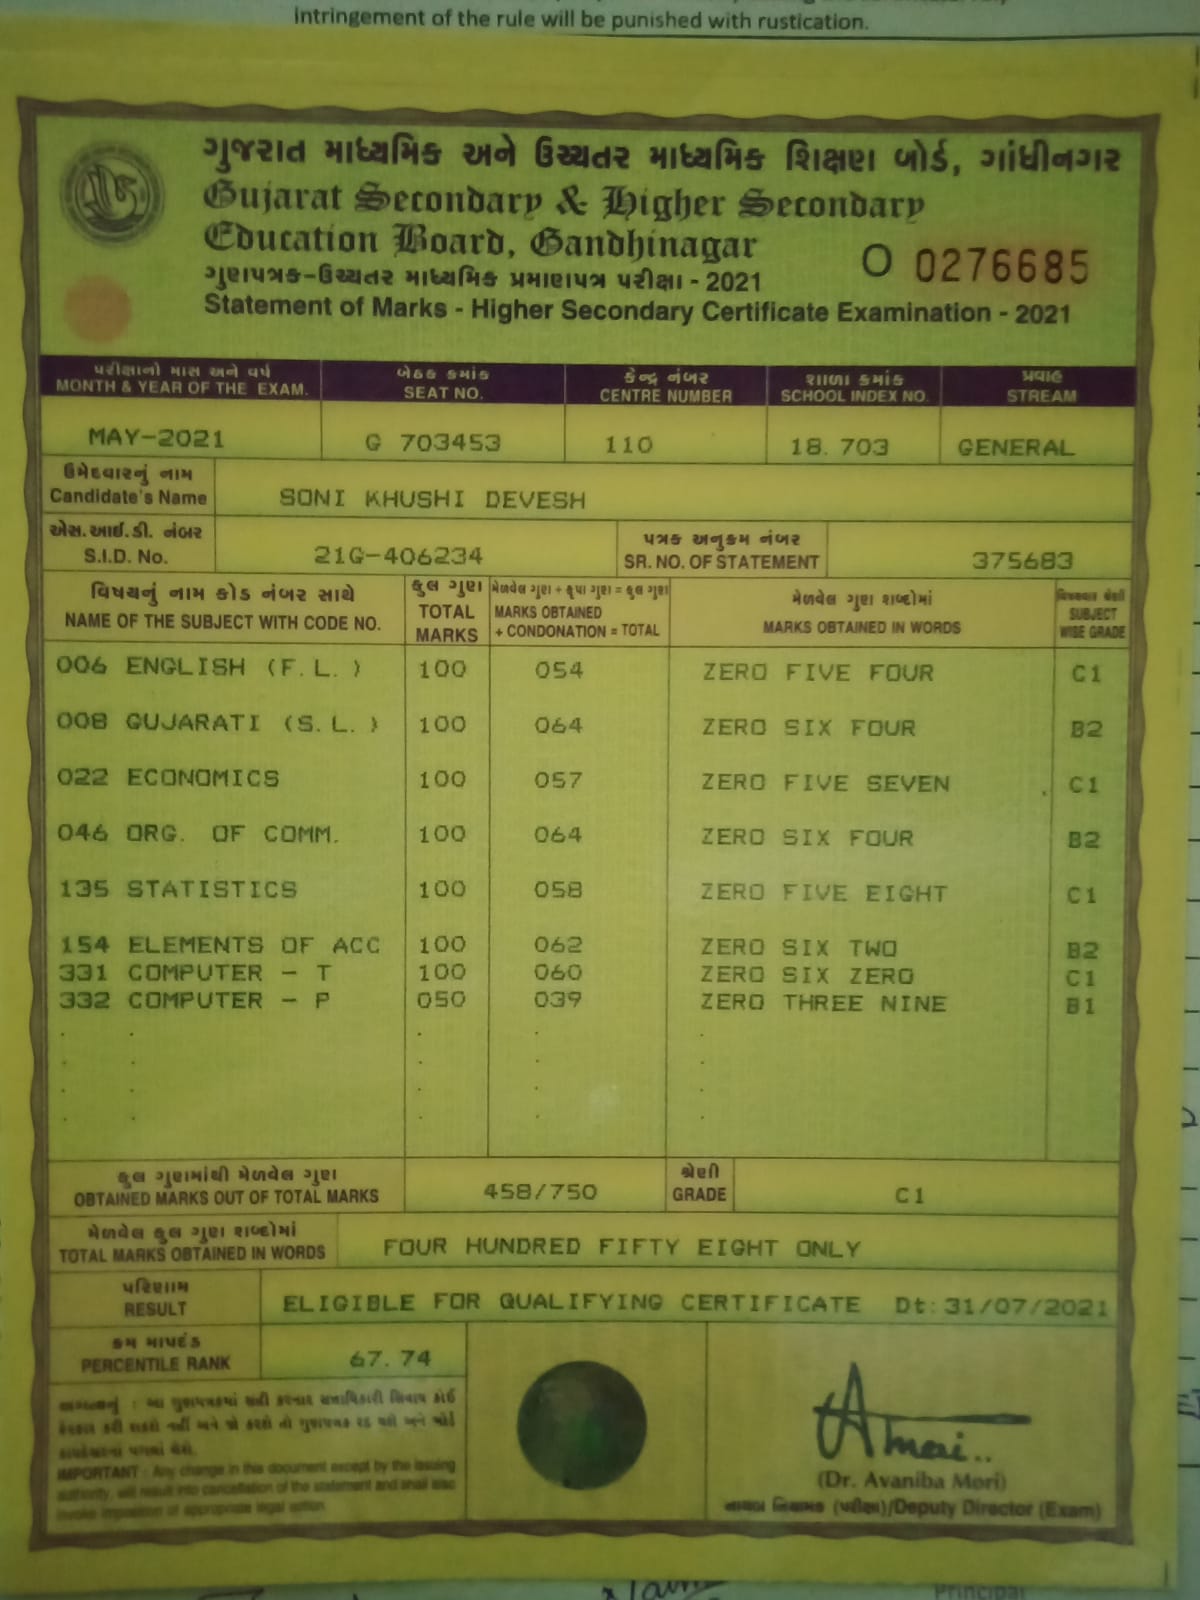 intringement of the rule will be punished with rustication.
ગુજરાત માધ્યમિક અને ઉચ્ચતર માધ્યમિક શિક્ષણ બોર્ડ, ગાંધીનગર
Gujarat Secondary & Higher Secondary
Education Board, Gandhinagar
O 0276685
ગુણપત્રક-ઉચ્ચતર માધ્યમિક પ્રમાણપત્ર પરીક્ષા - 2021
Statement of Marks - Higher Secondary Certificate Examination - 2021
પરીક્ષાનો માસ અને વર્ષ બેઠક ક્રમાંક કેન્દ્ર નંબર શાળા ક્રમાંક પ્રવાહ
MONTH & YEAR OF THE EXAM. SEAT NO. CENTRE NUMBER SCHOOL INDEX NO. STREAM
MAY-2021 G 703453 110 18. 703 GENERAL
ઉમેદવારનું નામ
Candidate's Name SONI KHUSHI DEVESH
એસ.આઈ.ડી. નંબર પત્રક અનુક્રમ નંબર
S.I.D. No. 21G-406234 SR. NO. OF STATEMENT 375683
વિષયનું નામ કોડ નંબર સાથે કુલ ગુણ મેળવેલ ગુણ + કૃપા ગુણ = કુલ ગુણ મેળવેલ ગુણ શબ્દોમાં વિષયવાર શ્રેણી
NAME OF THE SUBJECT WITH CODE NO. TOTAL MARKS MARKS OBTAINED + CONDONATION = TOTAL MARKS OBTAINED IN WORDS SUBJECT WISE GRADE
006 ENGLISH (F.L.) 100 054 ZERO FIVE FOUR C1
008 GUJARATI (S.L.) 100 064 ZERO SIX FOUR B2
022 ECONOMICS 100 057 ZERO FIVE SEVEN C1
046 ORG. OF COMM. 100 064 ZERO SIX FOUR B2
135 STATISTICS 100 058 ZERO FIVE EIGHT C1
154 ELEMENTS OF ACC 100 062 ZERO SIX TWO B2
331 COMPUTER - T 100 060 ZERO SIX ZERO C1
332 COMPUTER - P 050 039 ZERO THREE NINE B1
કુલ ગુણમાંથી મેળવેલ ગુણ શ્રેણી
OBTAINED MARKS OUT OF TOTAL MARKS 458/750 GRADE C1
મેળવેલ કુલ ગુણ શબ્દોમાં
TOTAL MARKS OBTAINED IN WORDS FOUR HUNDRED FIFTY EIGHT ONLY
પરિણામ
RESULT ELIGIBLE FOR QUALIFYING CERTIFICATE Dt: 31/07/2021
ક્રમ માપદંક
PERCENTILE RANK 67.74
અગત્યનું : આ ગુણપત્રકમાં સહી કરનાર સત્તાધિકારી સિવાય કોઈ
ફેરફાર કરી શકશે નહીં અને જો કરશે તો ગુણપત્રક રદ થશે અને
IMPORTANT : Any change in this document except by the issuing
authority, will result into cancellation of the statement and shall also
invoke imposition of appropriate legal action.
(Dr. Avaniba Mori)
નાયબ નિયામક (પરીક્ષા)/Deputy Director (Exam)
Principal